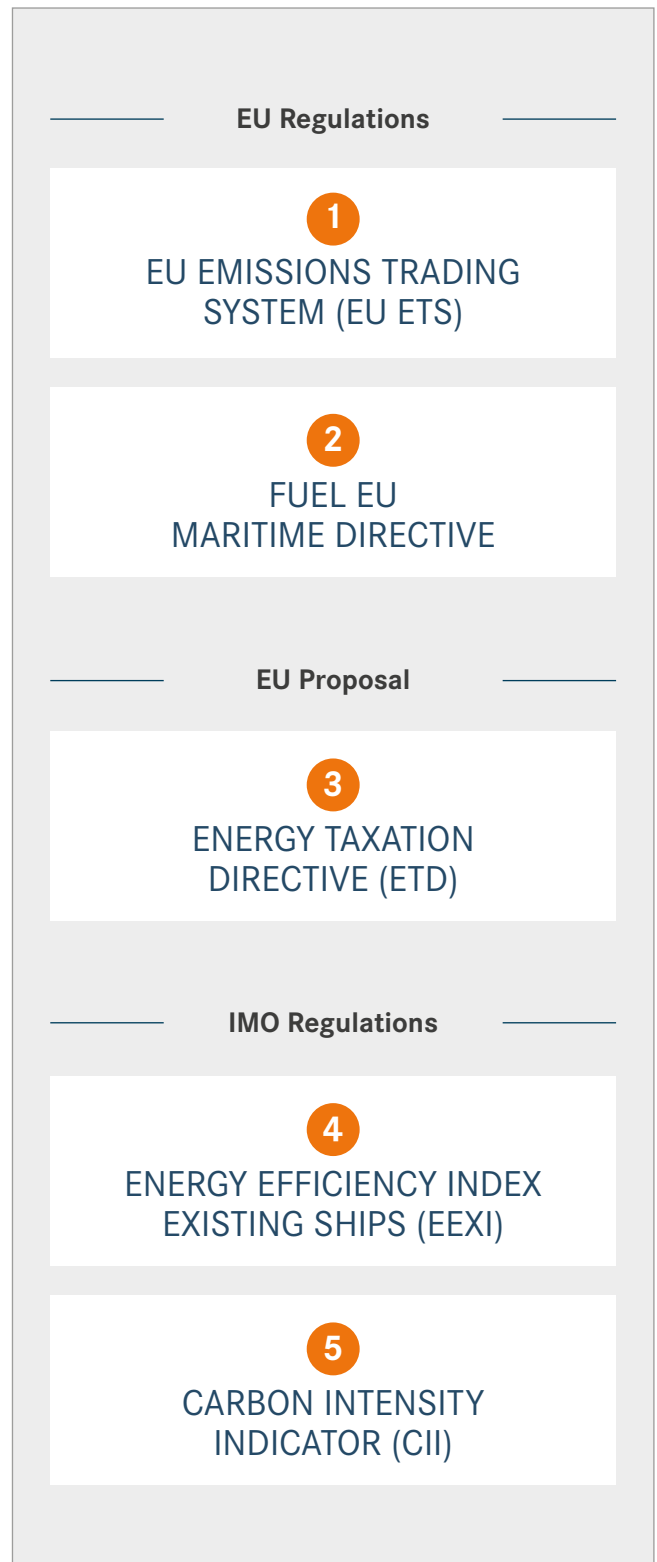 EU Regulations
1
EU EMISSIONS TRADING
SYSTEM (EU ETS)
2
FUEL EU
MARITIME DIRECTIVE
EU Proposal
3
ENERGY TAXATION
DIRECTIVE (ETD)
IMO Regulations
4
ENERGY EFFICIENCY INDEX
EXISTING SHIPS (EEXI)
5
CARBON INTENSITY
INDICATOR (CII)